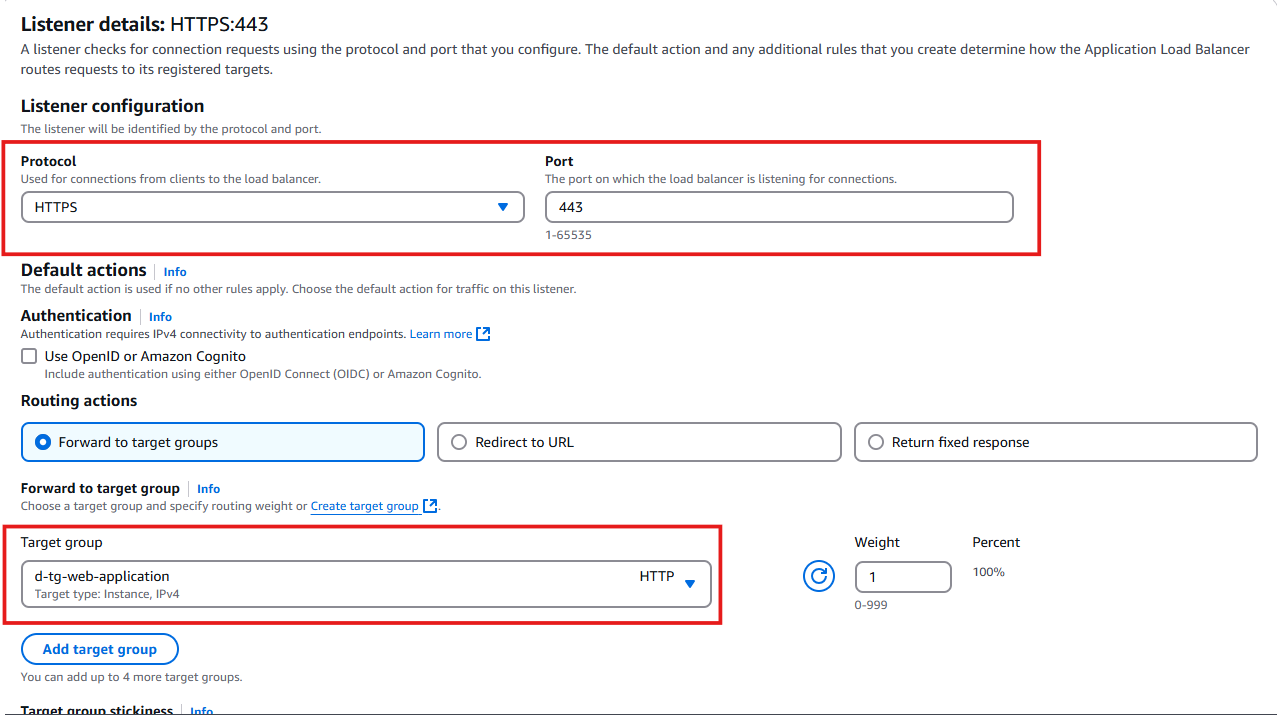 Listener details: HTTPS:443
A listener checks for connection requests using the protocol and port that you configure. The default action and any additional rules that you create determine how the Application Load Balancer
routes requests to its registered targets.
Listener configuration
The listener will be identified by the protocol and port.
Protocol
Used for connections from clients to the load balancer.
HTTPS
Port
The port on which the load balancer is listening for connections.
443
1-65535
Default actions Info
The default action is used if no other rules apply. Choose the default action for traffic on this listener.
Authentication Info
Authentication requires IPv4 connectivity to authentication endpoints. Learn more
Use OpenID or Amazon Cognito
Include authentication using either OpenID Connect (OIDC) or Amazon Cognito.
Routing actions
Forward to target groups
Redirect to URL
Return fixed response
Forward to target group Info
Choose a target group and specify routing weight or Create target group.
Target group
d-tg-web-application HTTP
Target type: Instance, IPv4
Weight
1
0-999
Percent
100%
Add target group
You can add up to 4 more target groups.
Target group stickiness Info